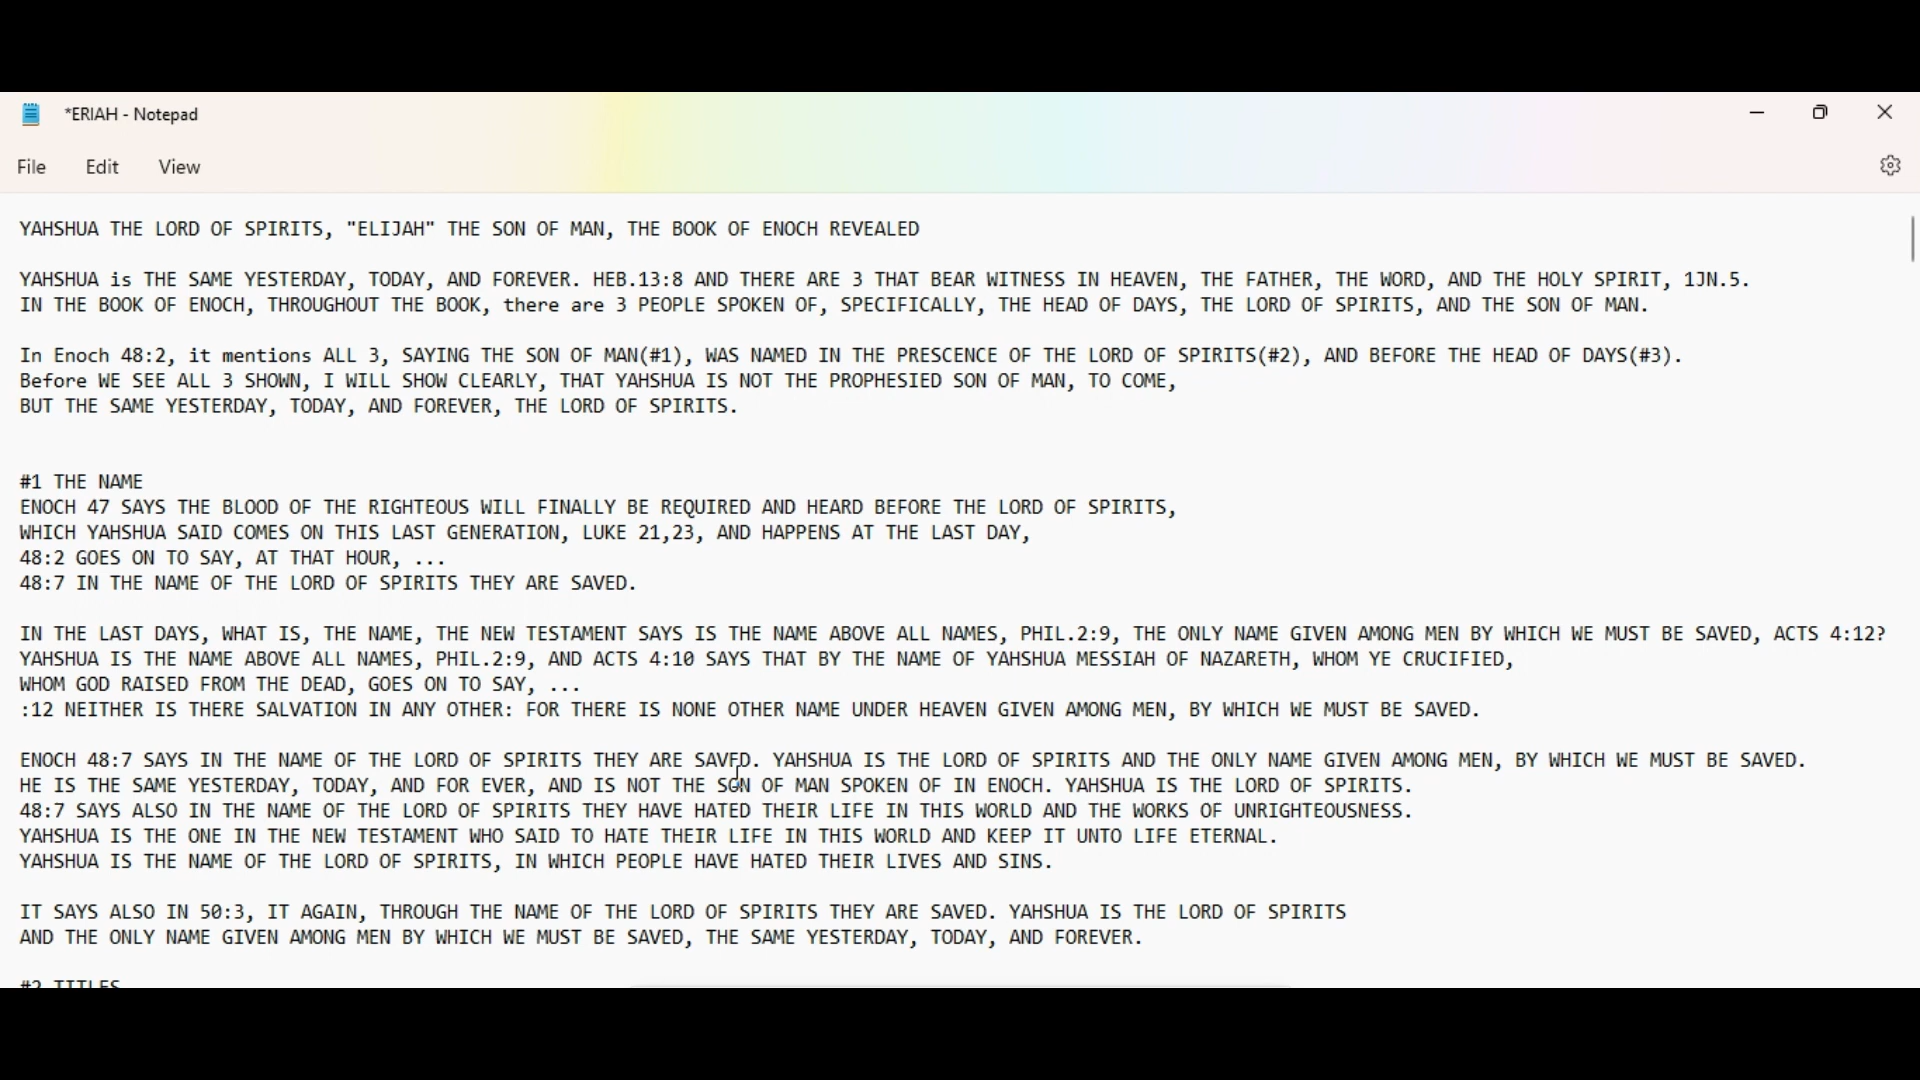 *ERIAH - Notepad
File Edit View
YAHSHUA THE LORD OF SPIRITS, "ELIJAH" THE SON OF MAN, THE BOOK OF ENOCH REVEALED
YAHSHUA is THE SAME YESTERDAY, TODAY, AND FOREVER. HEB.13:8 AND THERE ARE 3 THAT BEAR WITNESS IN HEAVEN, THE FATHER, THE WORD, AND THE HOLY SPIRIT, 1JN.5.
IN THE BOOK OF ENOCH, THROUGHOUT THE BOOK, there are 3 PEOPLE SPOKEN OF, SPECIFICALLY, THE HEAD OF DAYS, THE LORD OF SPIRITS, AND THE SON OF MAN.
In Enoch 48:2, it mentions ALL 3, SAYING THE SON OF MAN(#1), WAS NAMED IN THE PRESCENCE OF THE LORD OF SPIRITS(#2), AND BEFORE THE HEAD OF DAYS(#3).
Before WE SEE ALL 3 SHOWN, I WILL SHOW CLEARLY, THAT YAHSHUA IS NOT THE PROPHESIED SON OF MAN, TO COME,
BUT THE SAME YESTERDAY, TODAY, AND FOREVER, THE LORD OF SPIRITS.
#1 THE NAME
ENOCH 47 SAYS THE BLOOD OF THE RIGHTEOUS WILL FINALLY BE REQUIRED AND HEARD BEFORE THE LORD OF SPIRITS,
WHICH YAHSHUA SAID COMES ON THIS LAST GENERATION, LUKE 21,23, AND HAPPENS AT THE LAST DAY,
48:2 GOES ON TO SAY, AT THAT HOUR, ...
48:7 IN THE NAME OF THE LORD OF SPIRITS THEY ARE SAVED.
IN THE LAST DAYS, WHAT IS, THE NAME, THE NEW TESTAMENT SAYS IS THE NAME ABOVE ALL NAMES, PHIL.2:9, THE ONLY NAME GIVEN AMONG MEN BY WHICH WE MUST BE SAVED, ACTS 4:12?
YAHSHUA IS THE NAME ABOVE ALL NAMES, PHIL.2:9, AND ACTS 4:10 SAYS THAT BY THE NAME OF YAHSHUA MESSIAH OF NAZARETH, WHOM YE CRUCIFIED,
WHOM GOD RAISED FROM THE DEAD, GOES ON TO SAY, ...
:12 NEITHER IS THERE SALVATION IN ANY OTHER: FOR THERE IS NONE OTHER NAME UNDER HEAVEN GIVEN AMONG MEN, BY WHICH WE MUST BE SAVED.
ENOCH 48:7 SAYS IN THE NAME OF THE LORD OF SPIRITS THEY ARE SAVED. YAHSHUA IS THE LORD OF SPIRITS AND THE ONLY NAME GIVEN AMONG MEN, BY WHICH WE MUST BE SAVED.
HE IS THE SAME YESTERDAY, TODAY, AND FOR EVER, AND IS NOT THE SON OF MAN SPOKEN OF IN ENOCH. YAHSHUA IS THE LORD OF SPIRITS.
48:7 SAYS ALSO IN THE NAME OF THE LORD OF SPIRITS THEY HAVE HATED THEIR LIFE IN THIS WORLD AND THE WORKS OF UNRIGHTEOUSNESS.
YAHSHUA IS THE ONE IN THE NEW TESTAMENT WHO SAID TO HATE THEIR LIFE IN THIS WORLD AND KEEP IT UNTO LIFE ETERNAL.
YAHSHUA IS THE NAME OF THE LORD OF SPIRITS, IN WHICH PEOPLE HAVE HATED THEIR LIVES AND SINS.
IT SAYS ALSO IN 50:3, IT AGAIN, THROUGH THE NAME OF THE LORD OF SPIRITS THEY ARE SAVED. YAHSHUA IS THE LORD OF SPIRITS
AND THE ONLY NAME GIVEN AMONG MEN BY WHICH WE MUST BE SAVED, THE SAME YESTERDAY, TODAY, AND FOREVER.
#2 TITLES